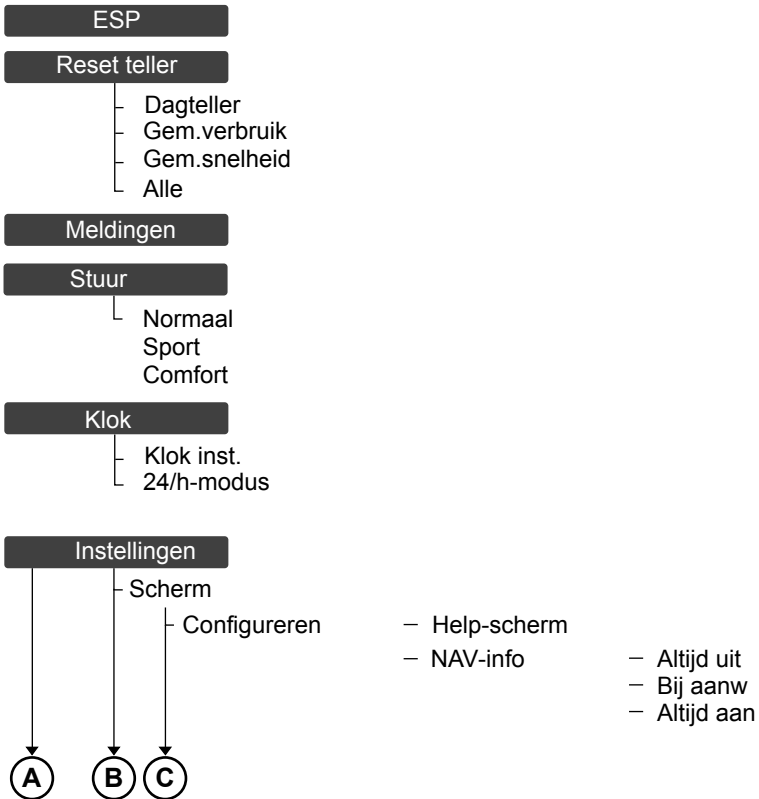 ESP
Reset teller
Dagteller
Gem.verbruik
Gem.snelheid
Alle
Meldingen
Stuur
Normaal
Sport
Comfort
Klok
Klok inst.
24/h-modus
Instellingen
Scherm
Configureren – Help-scherm
– NAV-info – Altijd uit
– Bij aanw
– Altijd aan
A B C